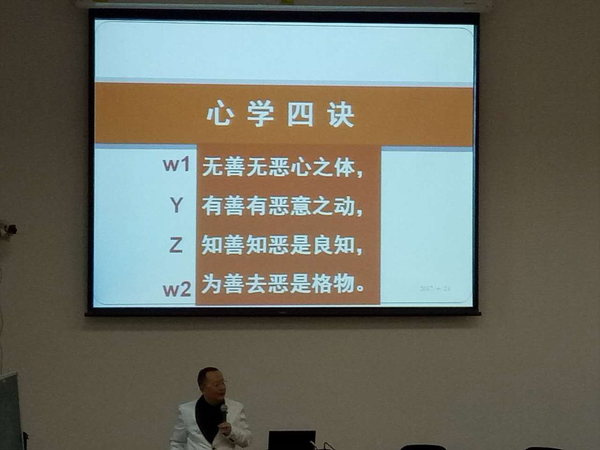 心学四诀
w1 无善无恶心之体，
Y 有善有恶意之动，
Z 知善知恶是良知，
w2 为善去恶是格物。